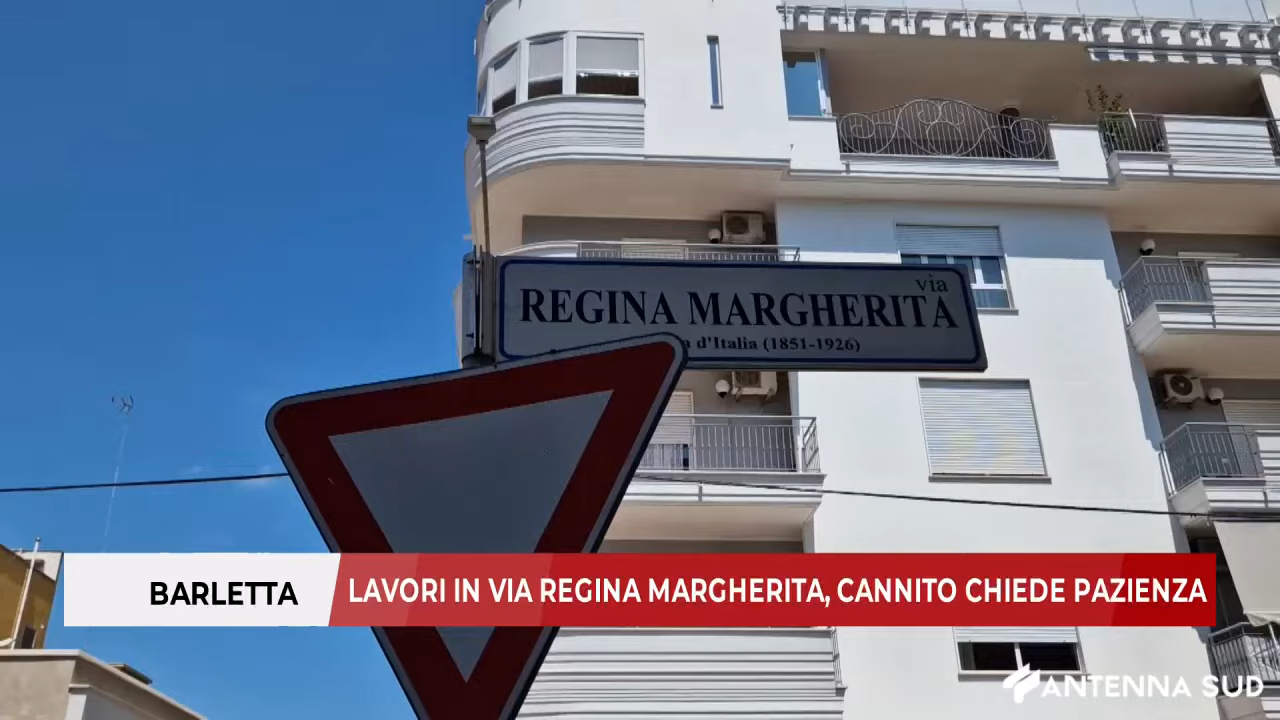 via
REGINA MARGHERITA
d'Italia (1851-1926)
BARLETTA
LAVORI IN VIA REGINA MARGHERITA, CANNITO CHIEDE PAZIENZA
ANTENNA SUD